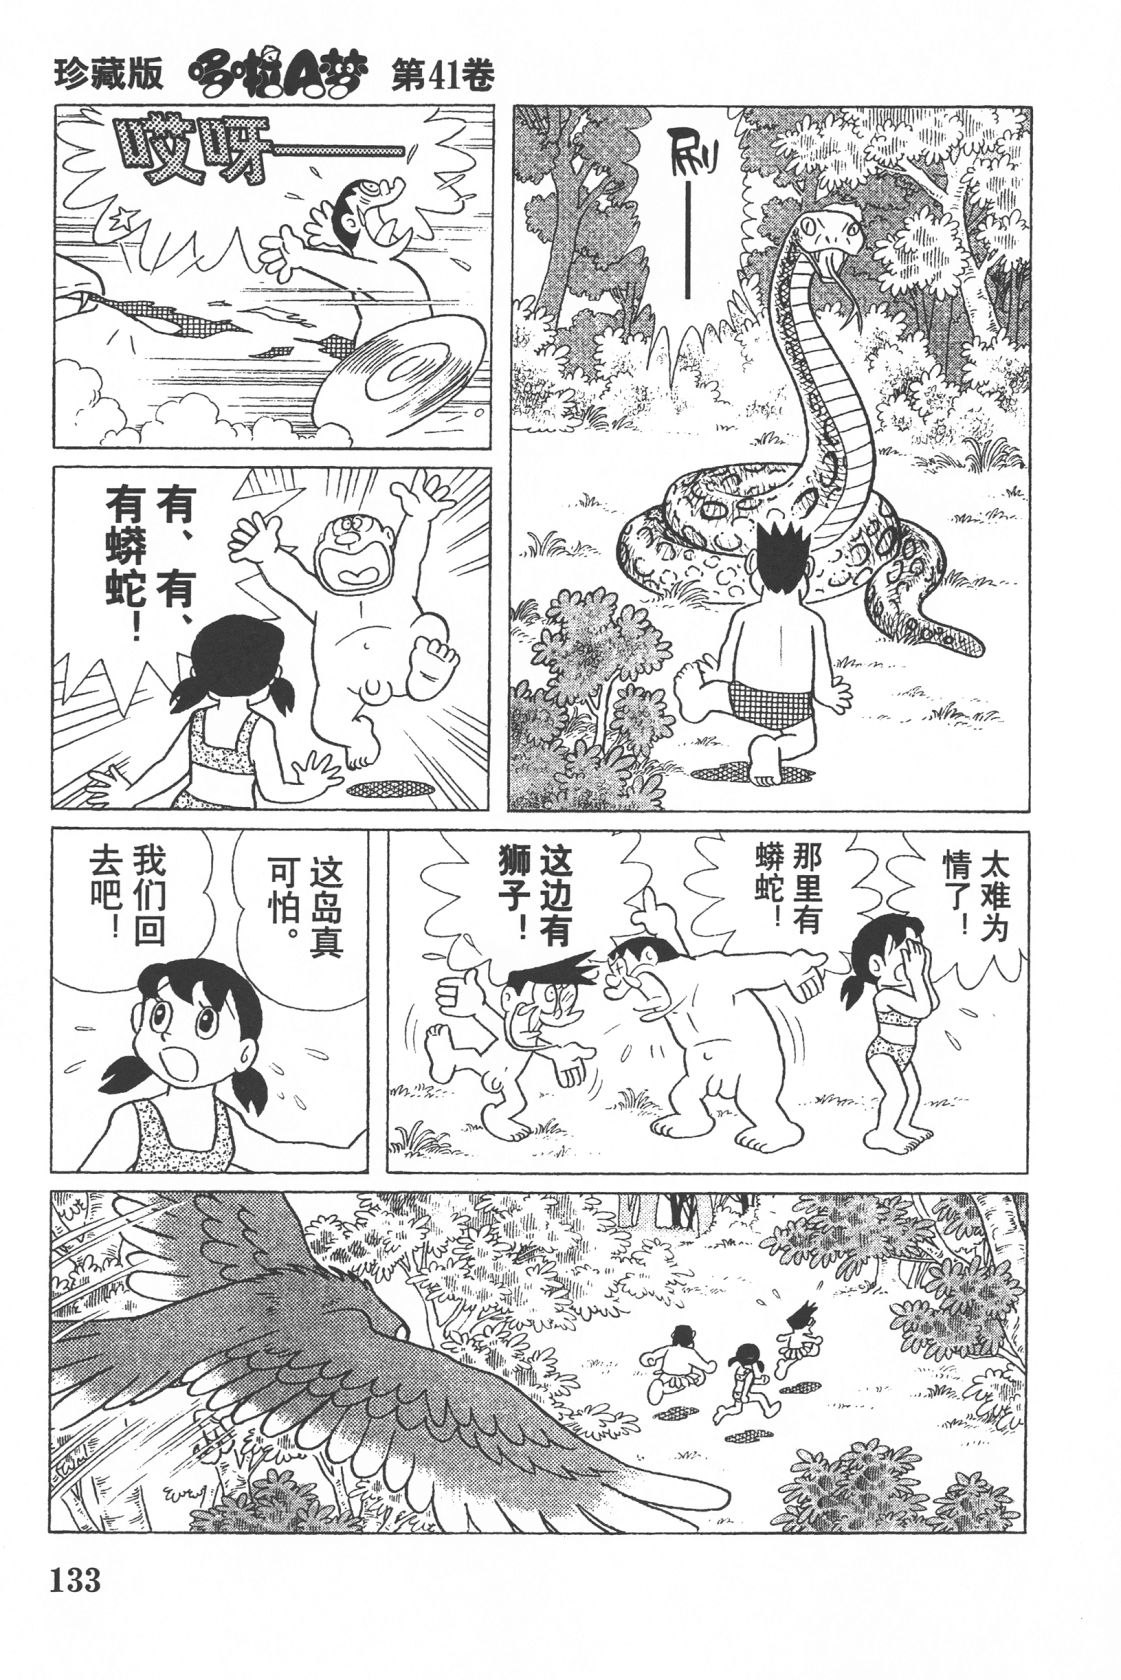 珍藏版 哆啦A梦 第41卷
刷——
哎呀——
有、有、
有蟒蛇！
太难为
情了！
那里有
蟒蛇！
这边有
狮子！
这岛真
可怕。
我们回
去吧！
133